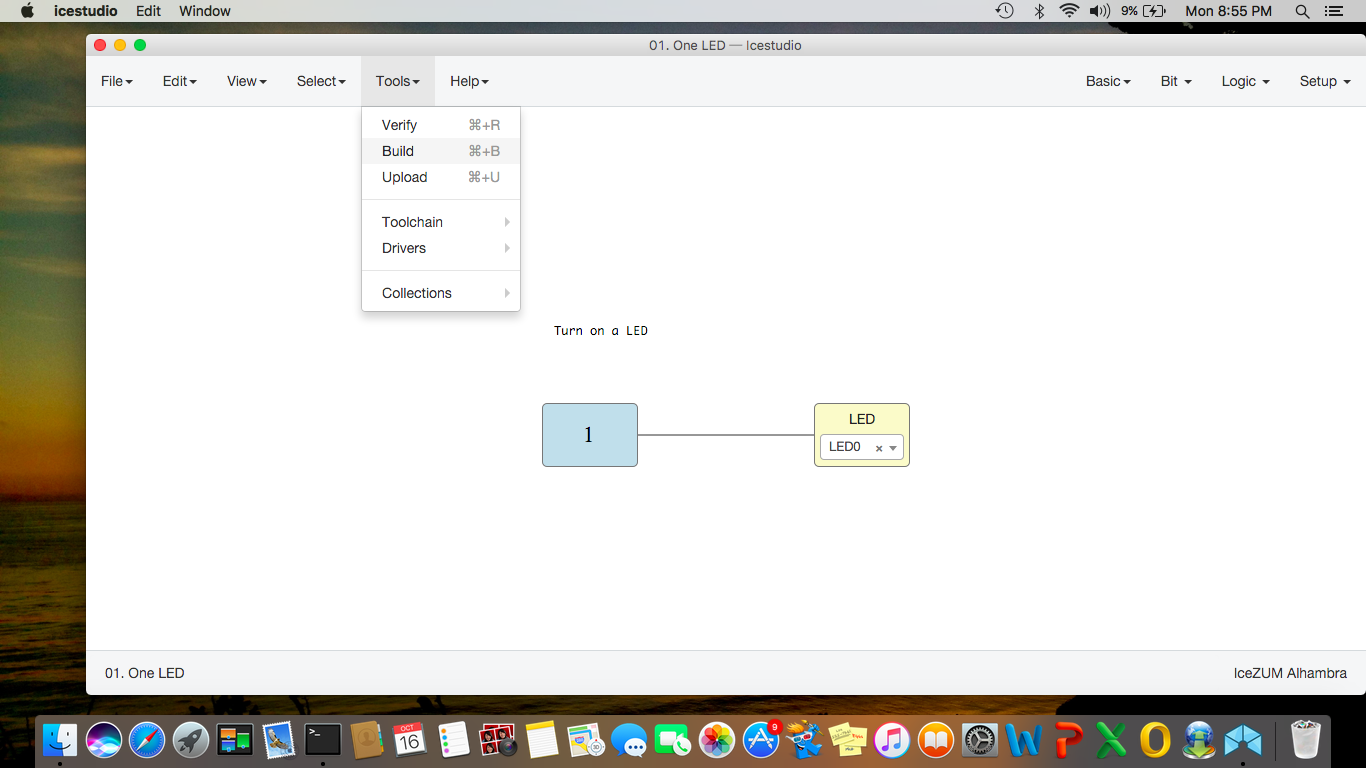 icestudio Edit Window 9% Mon 8:55 PM
01. One LED — Icestudio
File Edit View Select Tools Help Basic Bit Logic Setup
Verify ⌘+R
Build ⌘+B
Upload ⌘+U
Toolchain
Drivers
Collections
Turn on a LED
1
LED
LED0 ×
01. One LED IceZUM Alhambra
OCT
16
9